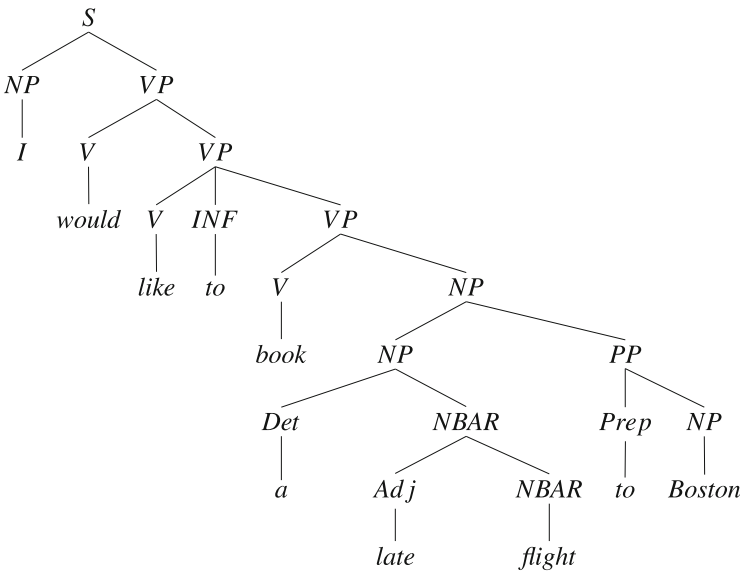 S
NP VP
I V VP
would V INF VP
like to V NP
book NP PP
Det NBAR Prep NP
a Adj NBAR to Boston
late flight